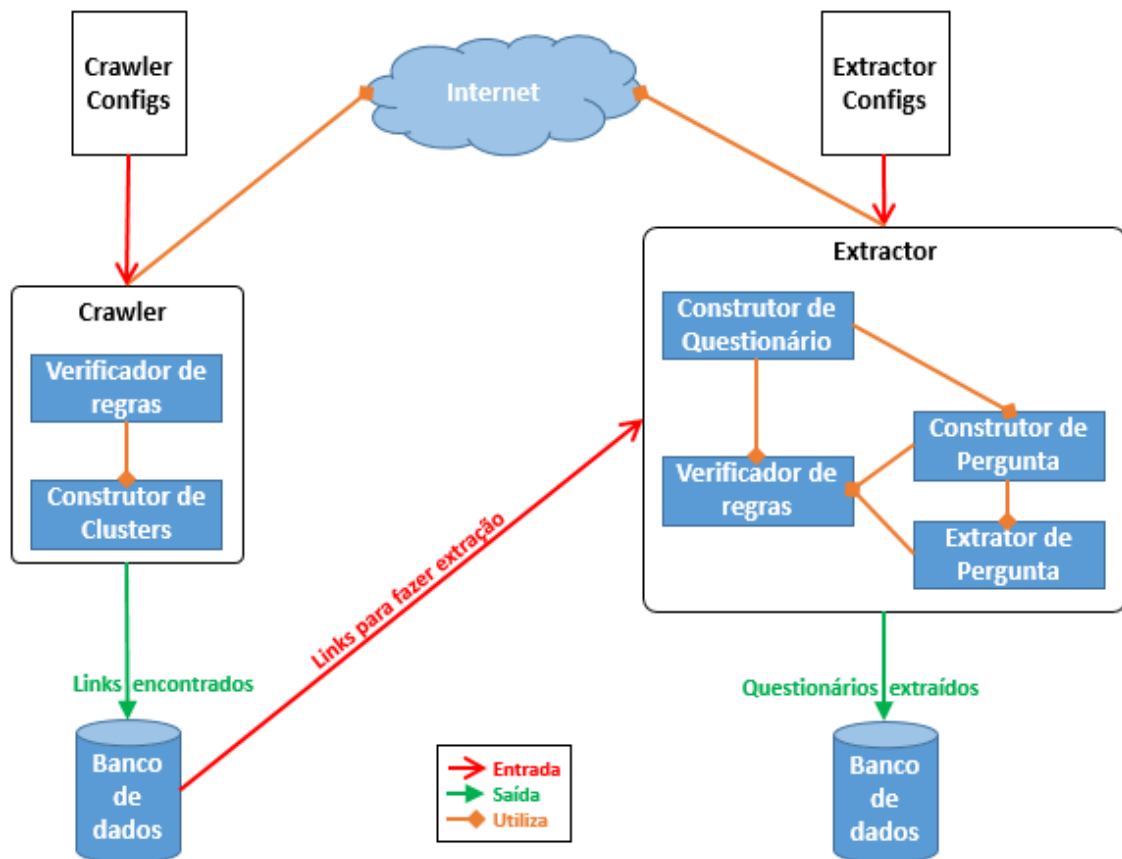 Crawler
Configs
Internet
Extractor
Configs
Crawler
Verificador de
regras
Construtor de
Clusters
Links encontrados
Banco
de
dados
Links para fazer extração
Extractor
Construtor de
Questionário
Verificador de
regras
Construtor de
Pergunta
Extrator de
Pergunta
Questionários extraídos
Banco
de
dados
Entrada
Saída
Utiliza